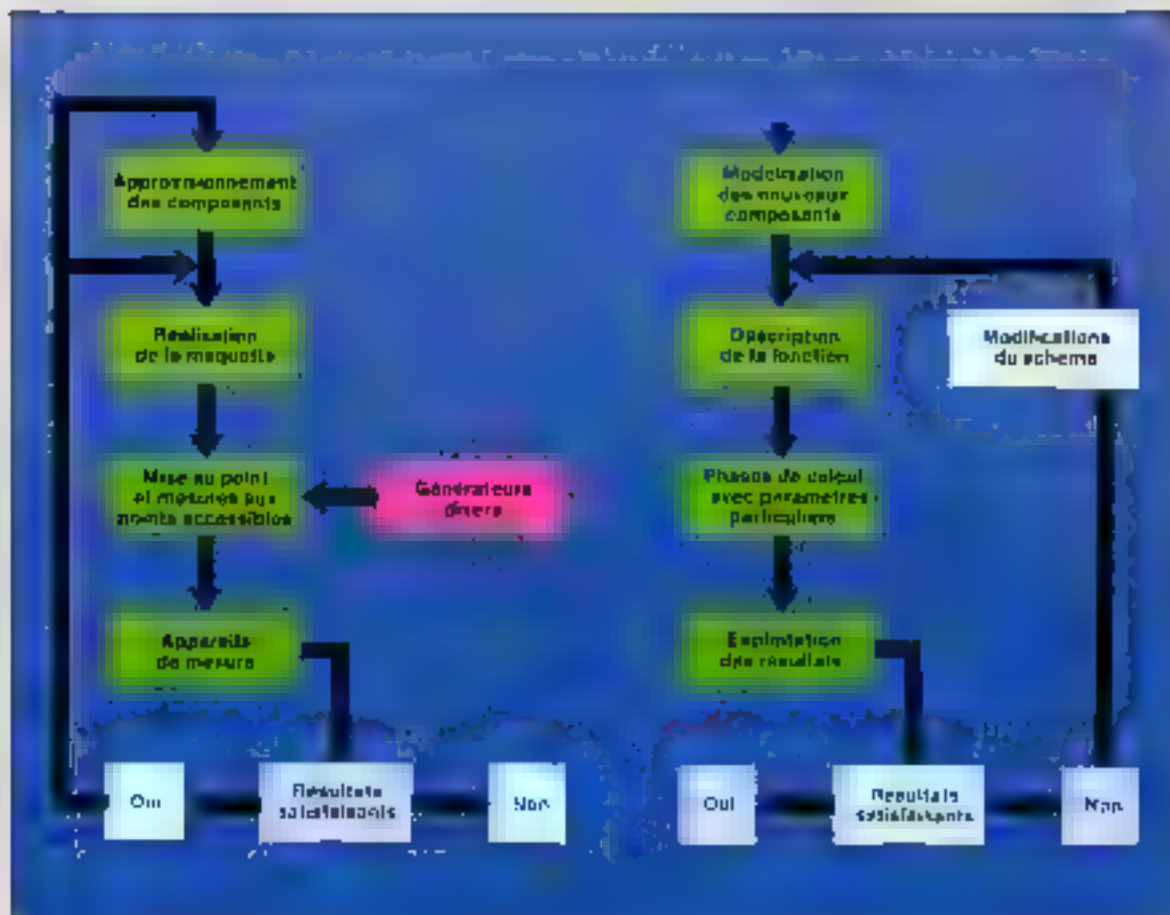 Approvisionnement
des composants
Réalisation
de la maquette
Mise au point
et mesures aux
points accessibles
Générateurs
divers
Appareils
de mesure
Oui
Résultats
satisfaisants
Non
Modélisation
des nouveaux
composants
Description
de la fonction
Modifications
du schéma
Phases de calcul
avec paramètres
particuliers
Exploitation
des résultats
Oui
Résultats
satisfaisants
Non